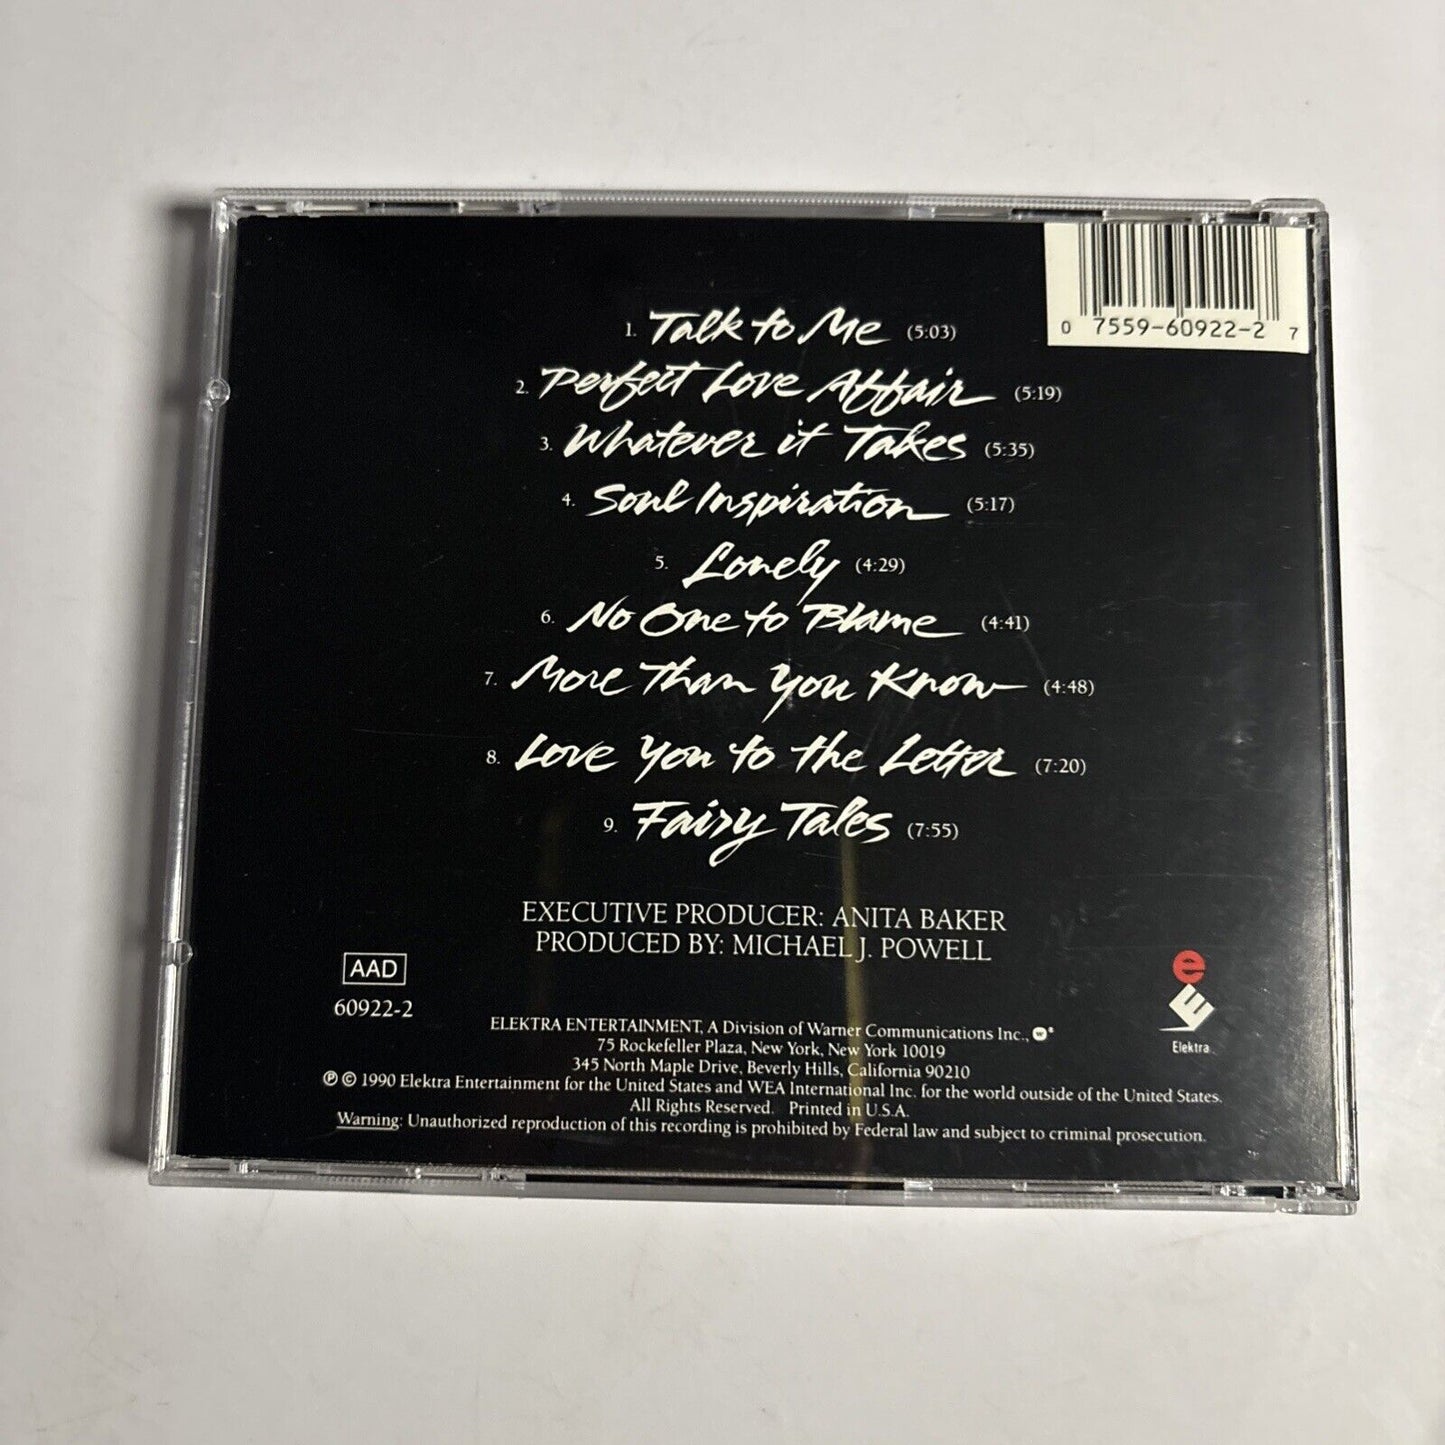 0 7559-60922-2 7
1. Talk to Me (5:03)
2. Perfect Love Affair (5:19)
3. Whatever it Takes (5:35)
4. Soul Inspiration (5:17)
5. Lonely (4:29)
6. No One to Blame (4:41)
7. More Than You Know (4:48)
8. Love You to the Letter (7:20)
9. Fairy Tales (7:55)
EXECUTIVE PRODUCER: ANITA BAKER
PRODUCED BY: MICHAEL J. POWELL
AAD
60922-2
e
E
Elektra
ELEKTRA ENTERTAINMENT, A Division of Warner Communications Inc., w®
75 Rockefeller Plaza, New York, New York 10019
345 North Maple Drive, Beverly Hills, California 90210
℗ © 1990 Elektra Entertainment for the United States and WEA International Inc. for the world outside of the United States.
All Rights Reserved. Printed in U.S.A.
Warning: Unauthorized reproduction of this recording is prohibited by Federal law and subject to criminal prosecution.